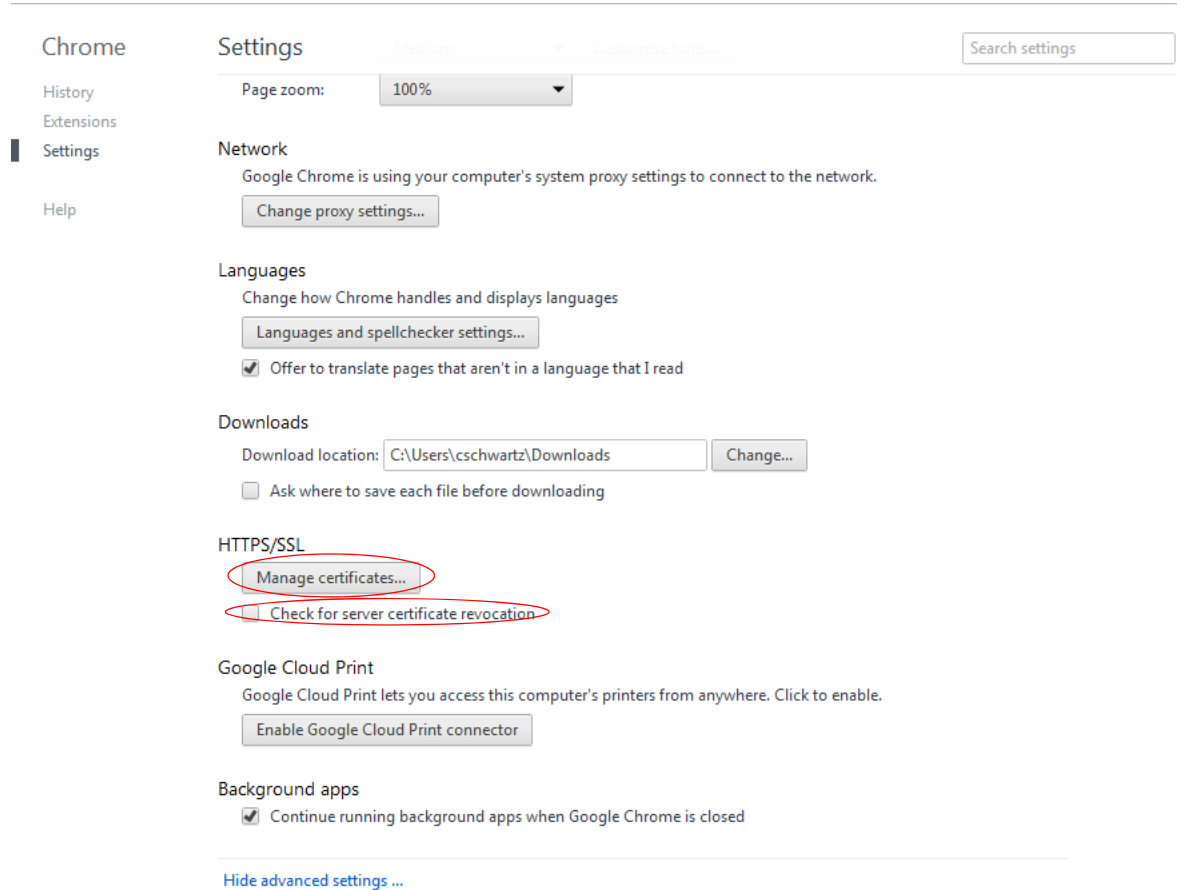 Chrome
History
Extensions
Settings
Help
Settings
Medium
Customise fonts...
Search settings
Page zoom:
100%
Network
Google Chrome is using your computer's system proxy settings to connect to the network.
Change proxy settings...
Languages
Change how Chrome handles and displays languages
Languages and spellchecker settings...
Offer to translate pages that aren't in a language that I read
Downloads
Download location: C:\Users\cschwartz\Downloads Change...
Ask where to save each file before downloading
HTTPS/SSL
Manage certificates...
Check for server certificate revocation
Google Cloud Print
Google Cloud Print lets you access this computer's printers from anywhere. Click to enable.
Enable Google Cloud Print connector
Background apps
Continue running background apps when Google Chrome is closed
Hide advanced settings ...